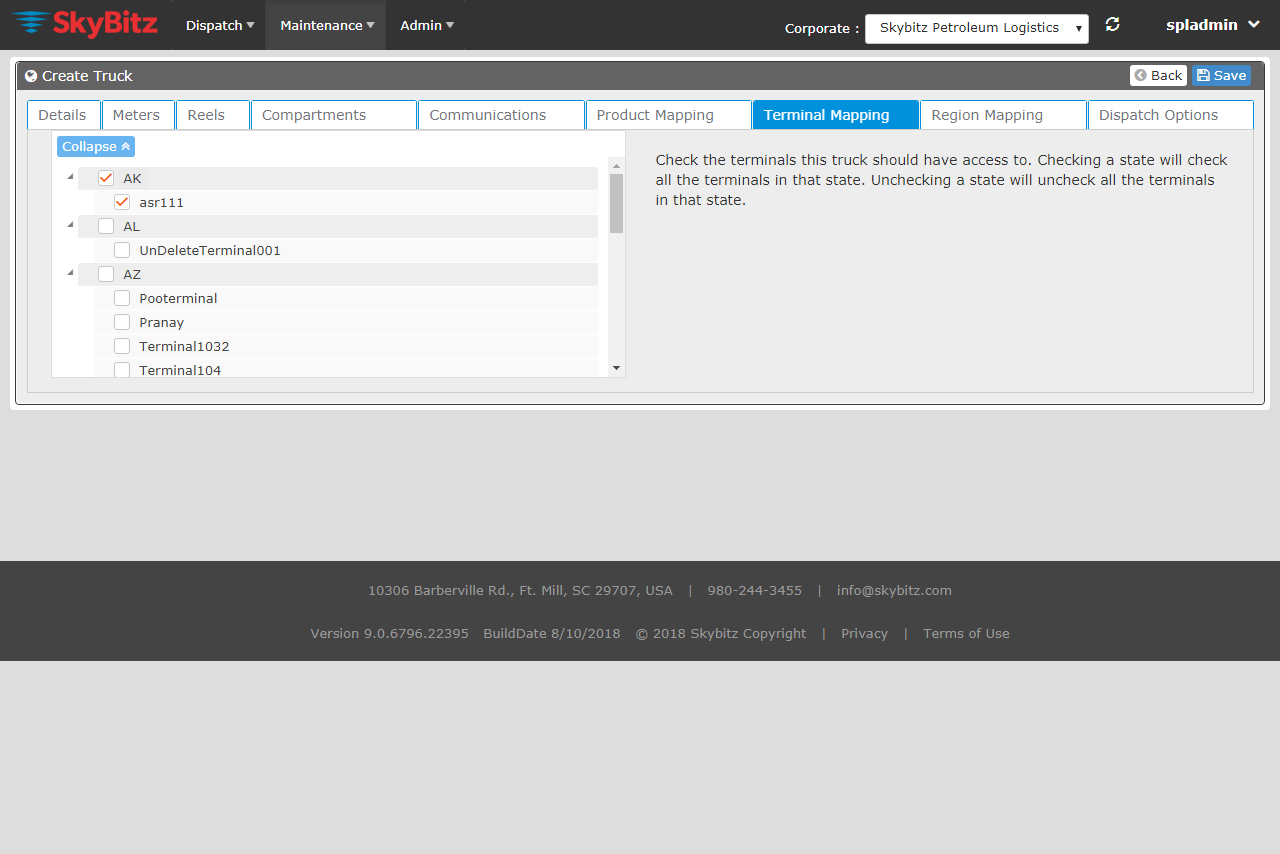 SkyBitz Dispatch Maintenance Admin Corporate : Skybitz Petroleum Logistics spladmin
Create Truck Back Save
Details Meters Reels Compartments Communications Product Mapping Terminal Mapping Region Mapping Dispatch Options
Collapse
AK
asr111
AL
UnDeleteTerminal001
AZ
Pooterminal
Pranay
Terminal1032
Terminal104
Check the terminals this truck should have access to. Checking a state will check
all the terminals in that state. Unchecking a state will uncheck all the terminals
in that state.
10306 Barberville Rd., Ft. Mill, SC 29707, USA | 980-244-3455 | info@skybitz.com
Version 9.0.6796.22395 BuildDate 8/10/2018 © 2018 Skybitz Copyright | Privacy | Terms of Use